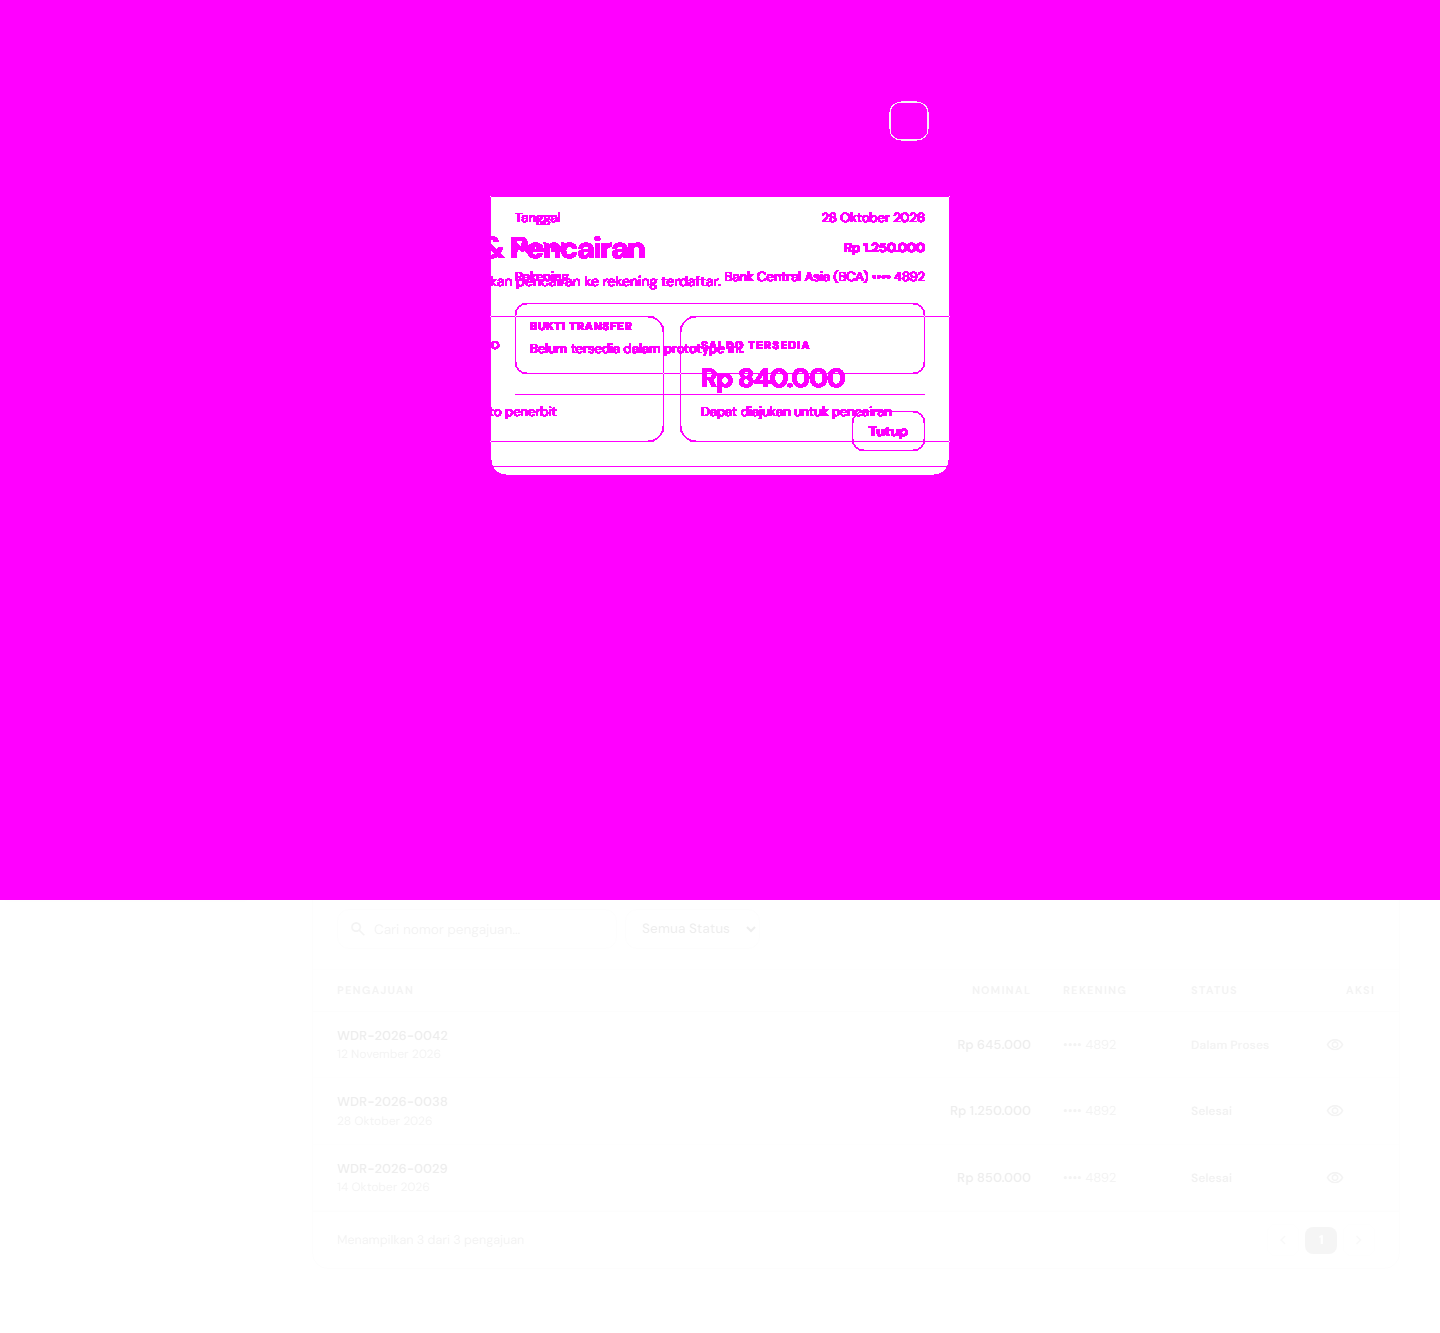 Tanggal 28 Oktober 2026
& Pencairan
Rp 1.250.000
kan pencairan ke rekening terdaftar.
Rekening Bank Central Asia (BCA) •••• 4892
BUKTI TRANSFER
Belum tersedia dalam prototype ini.
O
SALDO TERSEDIA
Rp 840.000
to penerbit
Dapat diajukan untuk pencairan
Tutup
Cari nomor pengajuan...
Semua Status
PENGAJUAN NOMINAL REKENING STATUS AKSI
WDR-2026-0042
12 November 2026
Rp 645.000 •••• 4892 Dalam Proses
WDR-2026-0038
28 Oktober 2026
Rp 1.250.000 •••• 4892 Selesai
WDR-2026-0029
14 Oktober 2026
Rp 850.000 •••• 4892 Selesai
Menampilkan 3 dari 3 pengajuan
1